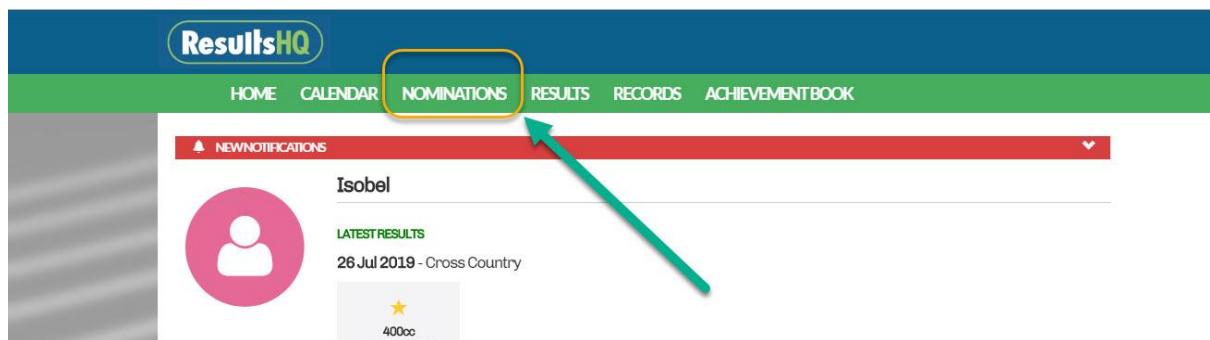 ResultsHQ
HOME CALENDAR NOMINATIONS RESULTS RECORDS ACHIEVEMENT BOOK
NEW NOTIFICATIONS
Isobel
LATEST RESULTS
26 Jul 2019 - Cross Country
400cc